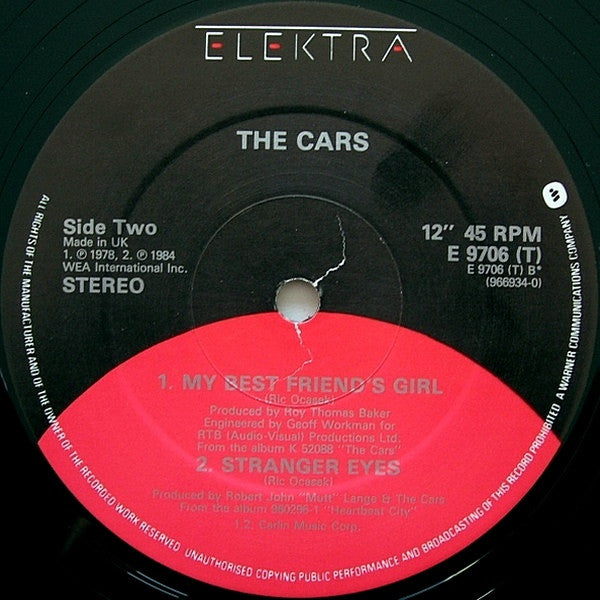 ELEKTRA
THE CARS
Side Two
Made in UK
1. ℗ 1978, 2. ℗ 1984
WEA International Inc.
STEREO
12" 45 RPM
E 9706 (T)
E 9706 (T) B*
(966934-0)
1. MY BEST FRIEND'S GIRL
(Ric Ocasek)
Produced by Roy Thomas Baker
Engineered by Geoff Workman for
RTB (Audio-Visual) Productions Ltd.
From the album K 52088 "The Cars"
2. STRANGER EYES
(Ric Ocasek)
Produced by Robert John "Mutt" Lange & The Cars
From the album 960296-1 "Heartbeat City"
1.2. Carlin Music Corp.
ALL RIGHTS OF THE MANUFACTURER AND OF THE OWNER OF THE RECORDED WORK RESERVED. UNAUTHORISED COPYING PUBLIC PERFORMANCE AND BROADCASTING OF THIS RECORD PROHIBITED. A WARNER COMMUNICATIONS COMPANY